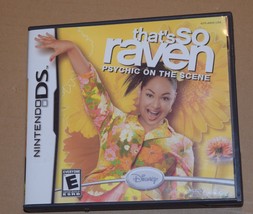 that's so
raven
PSYCHIC ON THE SCENE
NINTENDO DS
E
Disney